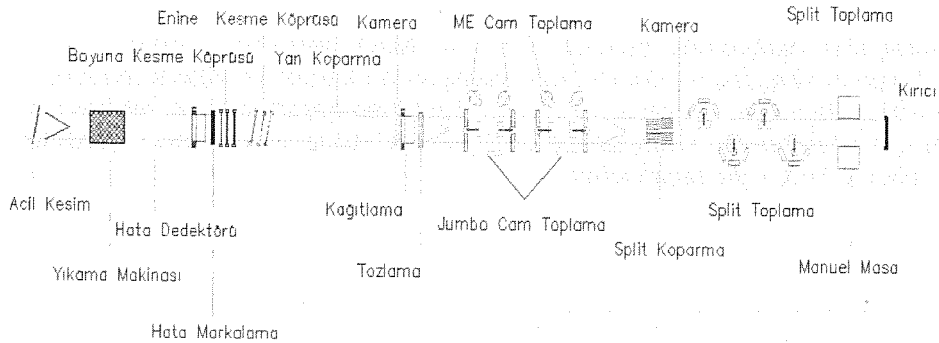 Enine Kesme Köprüsü Kamera ME Cam Toplama Kamera Split Toplama
Boyuna Kesme Köprüsü Yan Koparma
Kırıcı
Acil Kesim
Kağıtlama
Hata Dedektörü
Jumbo Cam Toplama
Split Toplama
Split Koparma
Yıkama Makinası
Tozlama
Manuel Masa
Hata Markalama